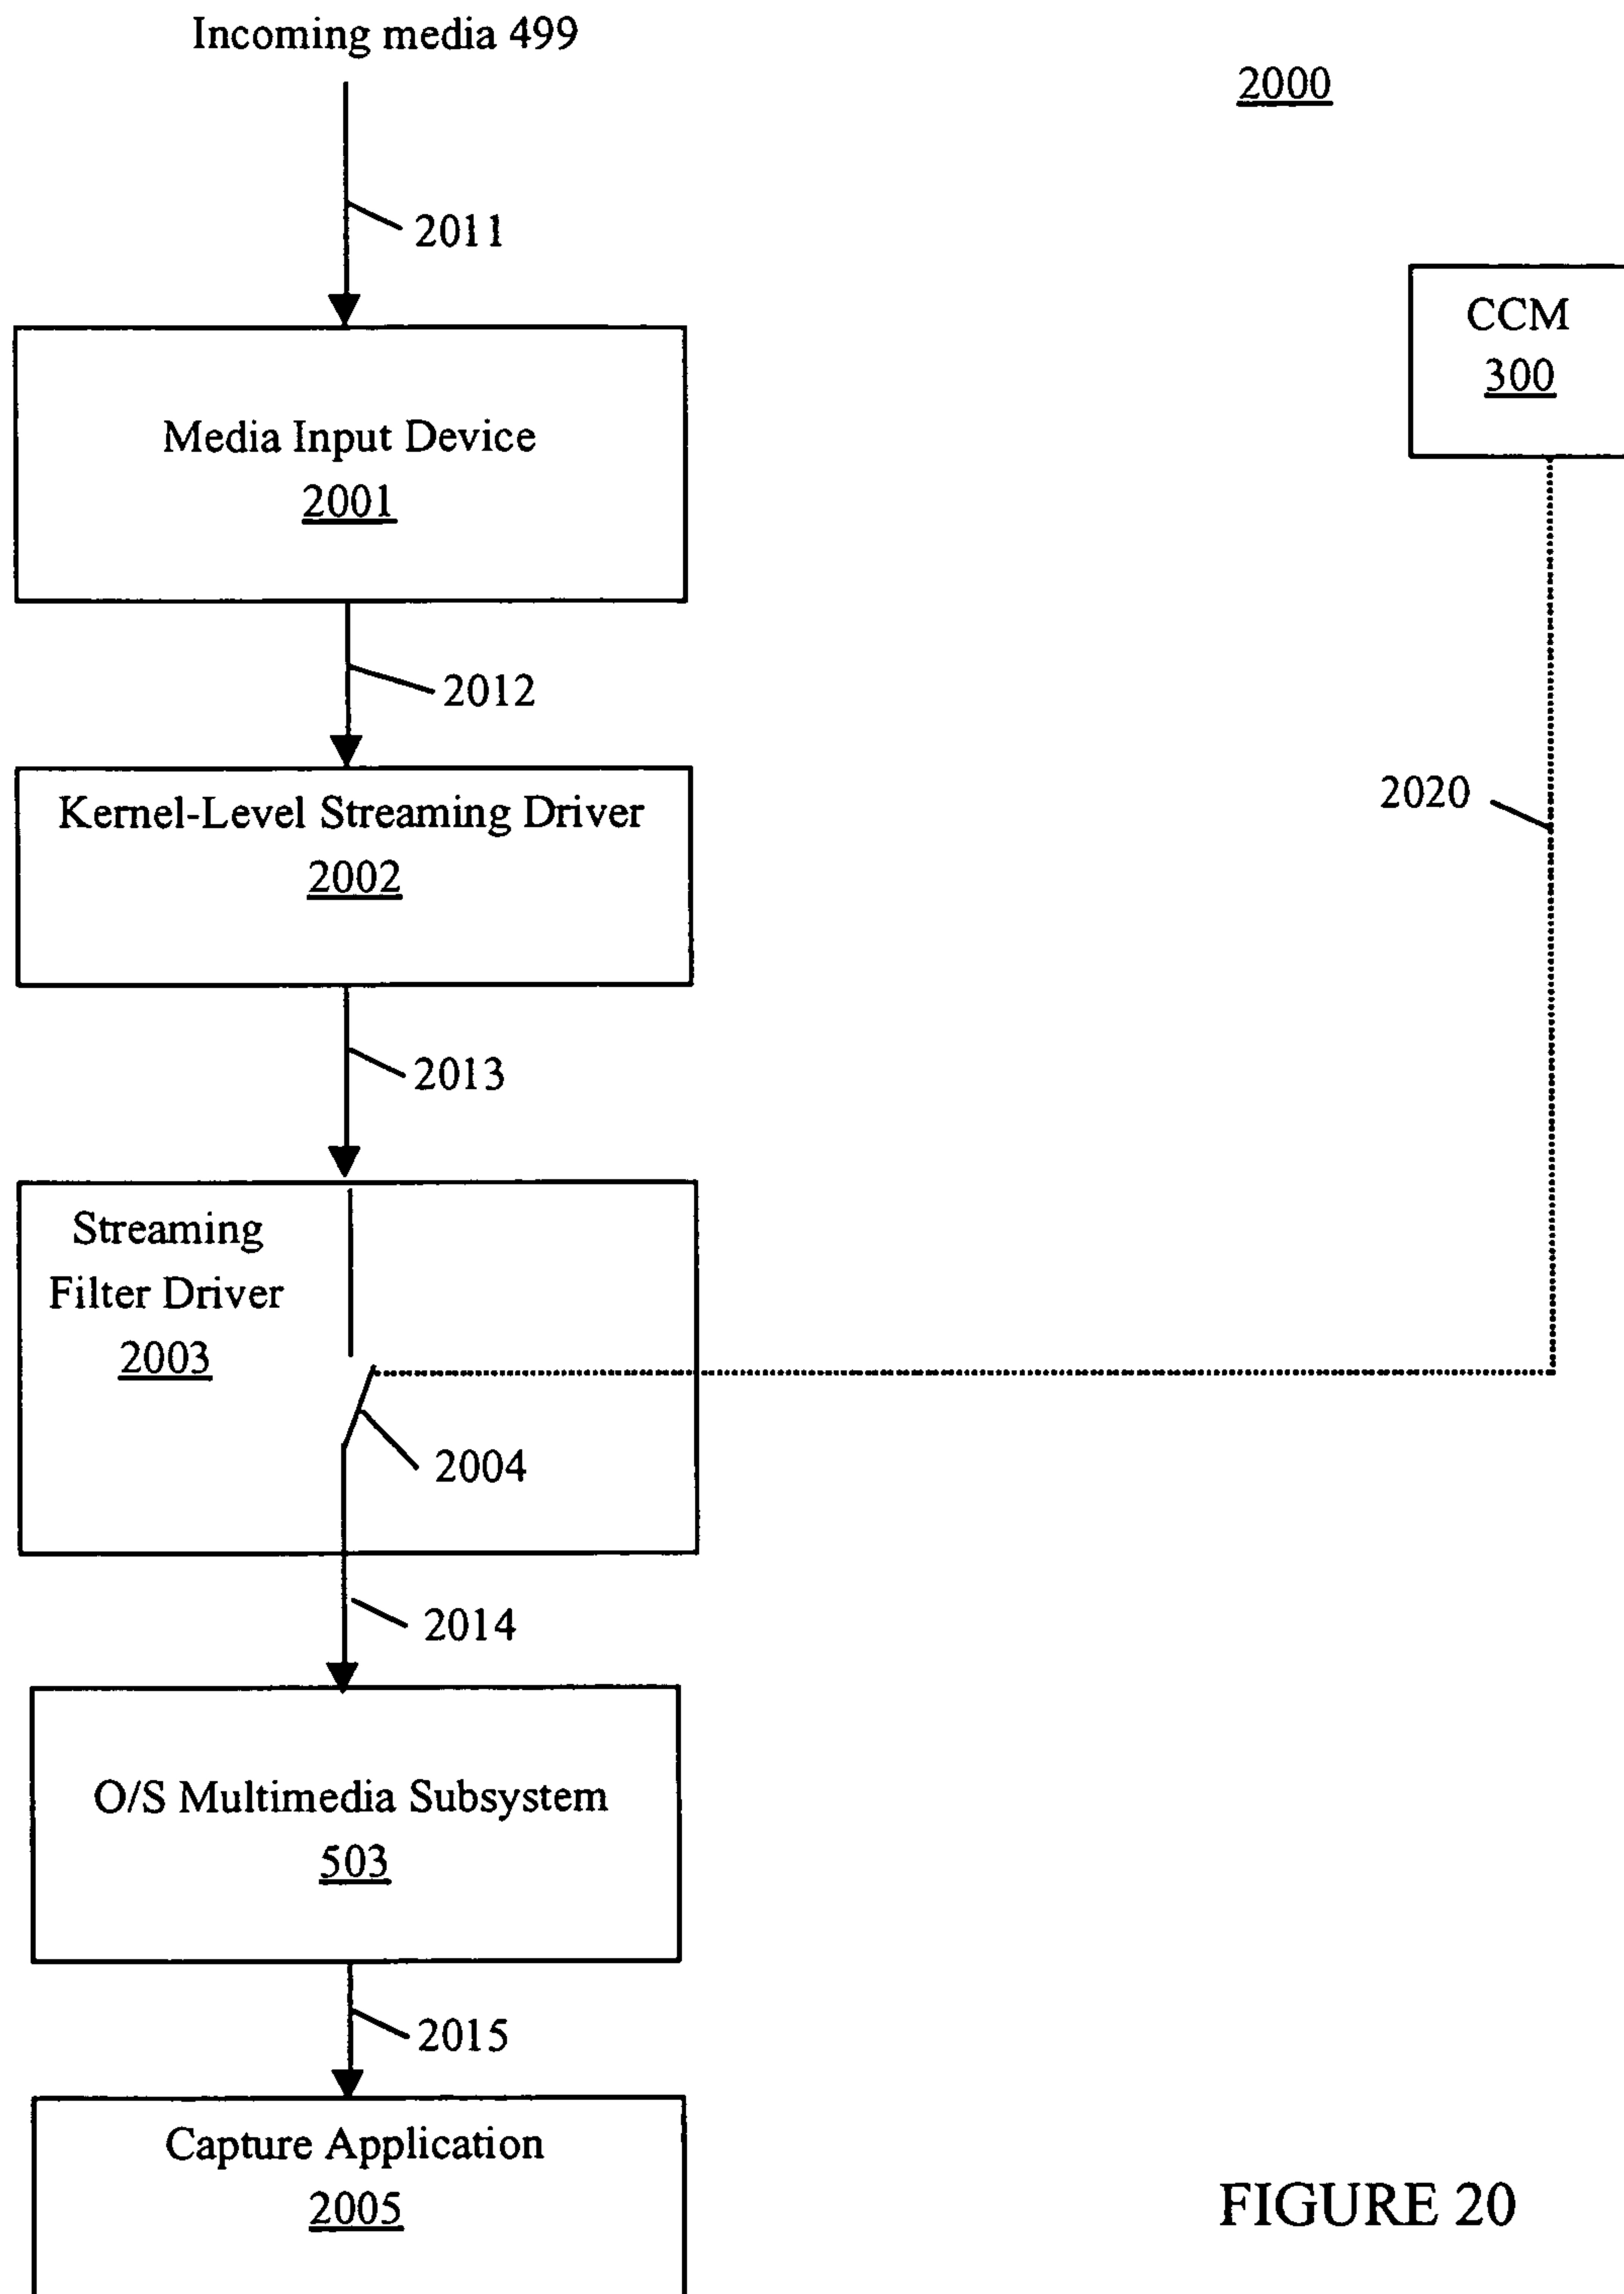 Incoming media 499
2000
2011
CCM
300
Media Input Device
2001
2012
Kernel-Level Streaming Driver
2002
2020
2013
Streaming
Filter Driver
2003
2004
2014
O/S Multimedia Subsystem
503
2015
Capture Application
2005
FIGURE 20